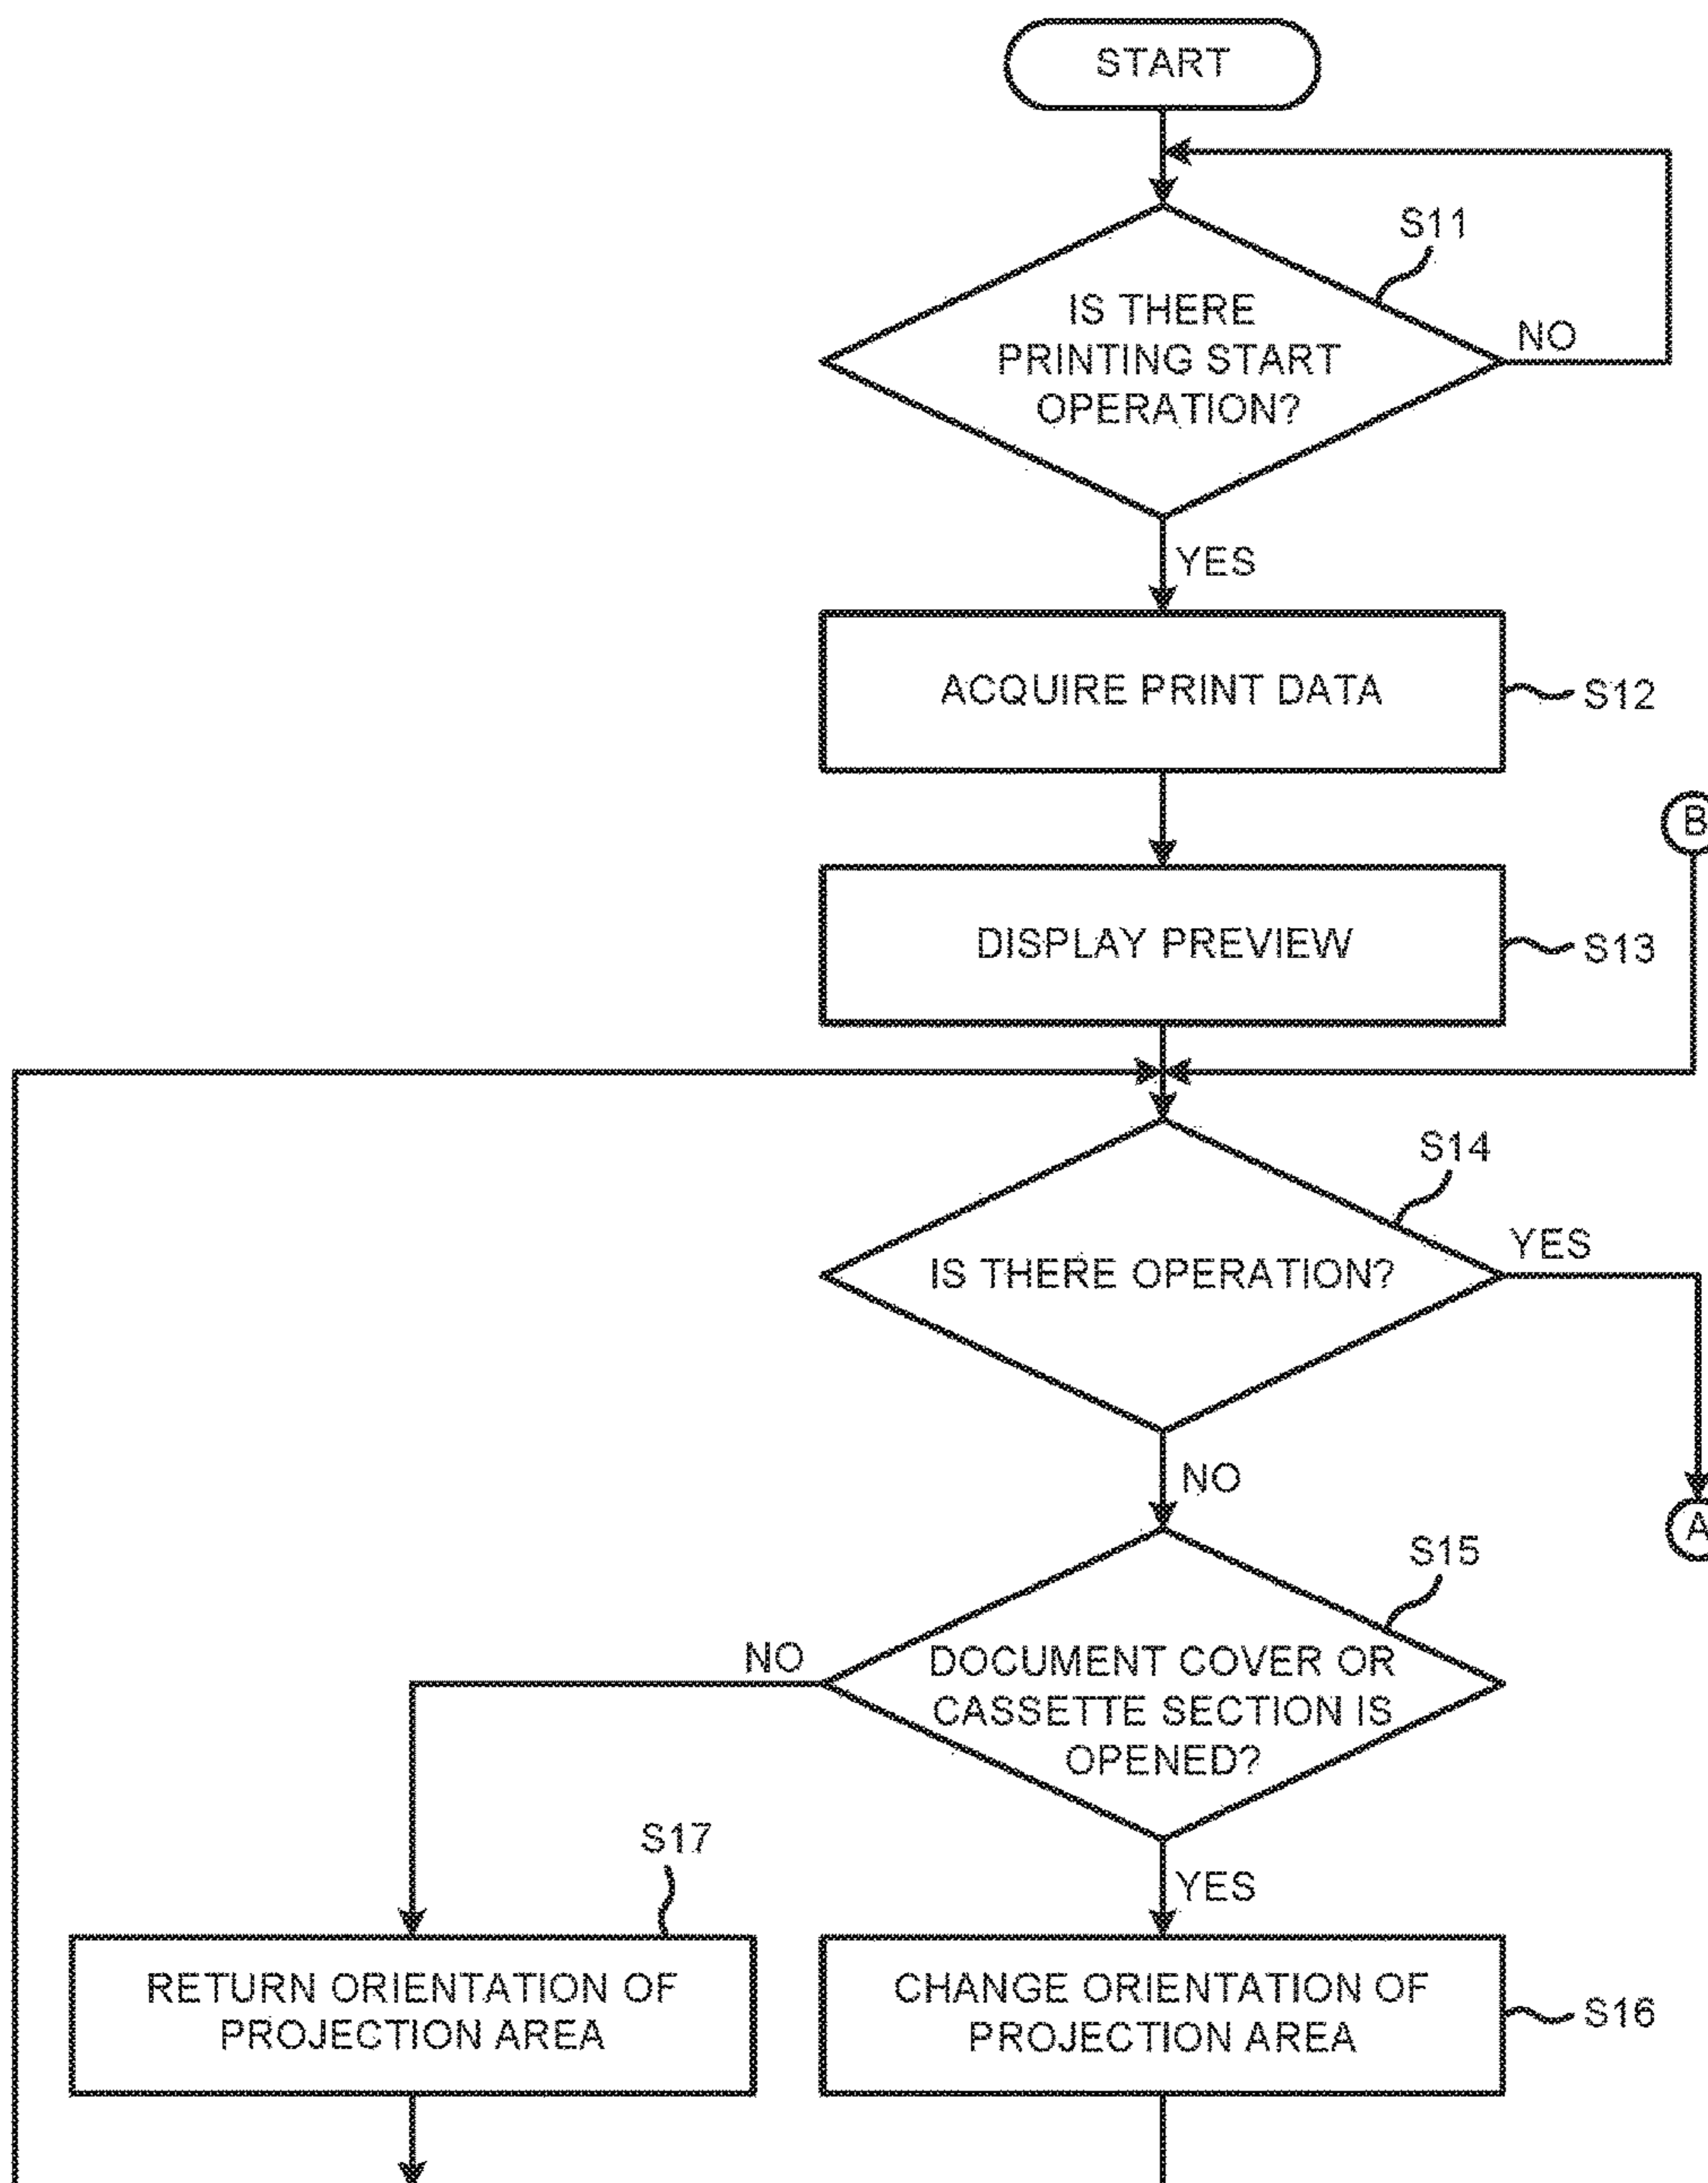 START
S11
IS THERE
PRINTING START
OPERATION?
NO
YES
ACQUIRE PRINT DATA
S12
B
DISPLAY PREVIEW
S13
S14
IS THERE OPERATION?
YES
NO
A
S15
NO
DOCUMENT COVER OR
CASSETTE SECTION IS
OPENED?
S17
YES
RETURN ORIENTATION OF
PROJECTION AREA
CHANGE ORIENTATION OF
PROJECTION AREA
S16